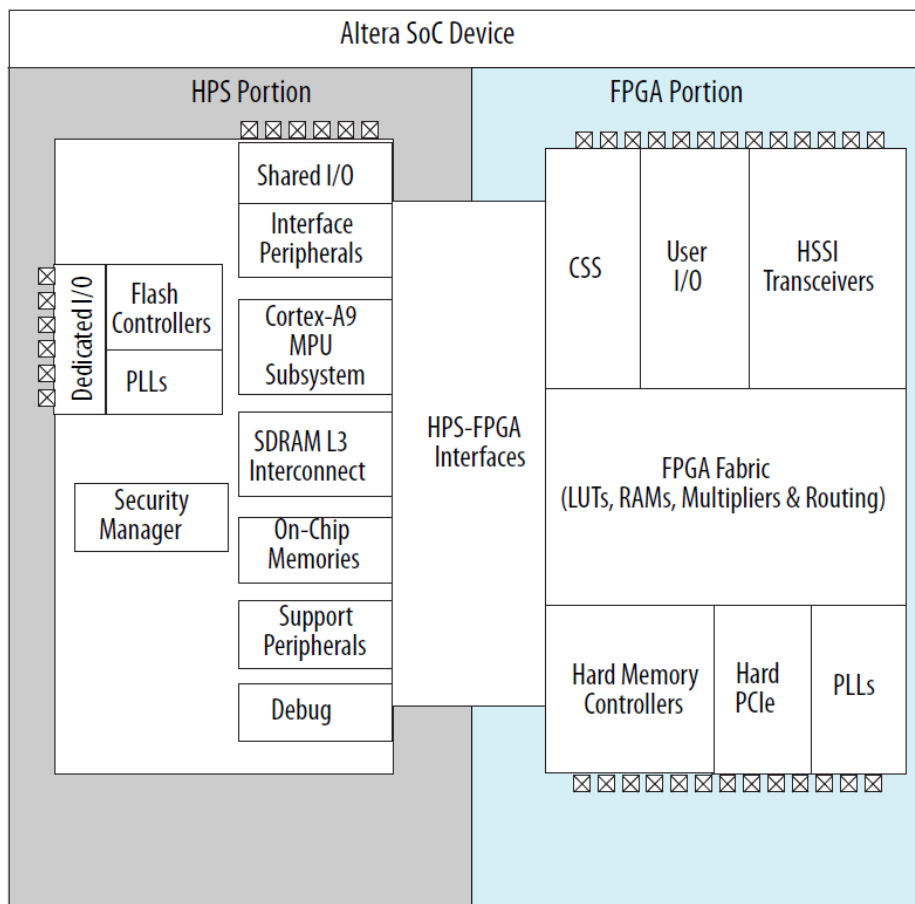 Altera SoC Device
HPS Portion
FPGA Portion
Shared I/O
Interface
Peripherals
Dedicated I/O
Flash
Controllers
PLLs
Cortex-A9
MPU
Subsystem
SDRAM L3
Interconnect
Security
Manager
On-Chip
Memories
Support
Peripherals
Debug
HPS-FPGA
Interfaces
CSS
User
I/O
HSSI
Transceivers
FPGA Fabric
(LUTs, RAMs, Multipliers & Routing)
Hard Memory
Controllers
Hard
PCIe
PLLs